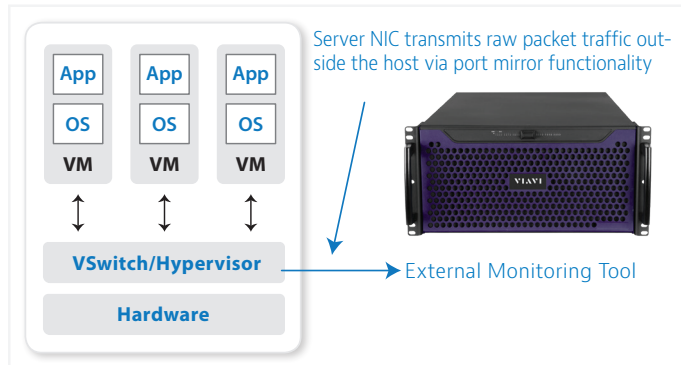 Server NIC transmits raw packet traffic out-
side the host via port mirror functionality
App App App
OS OS OS
VM VM VM
VIAVI
VSwitch/Hypervisor
External Monitoring Tool
Hardware